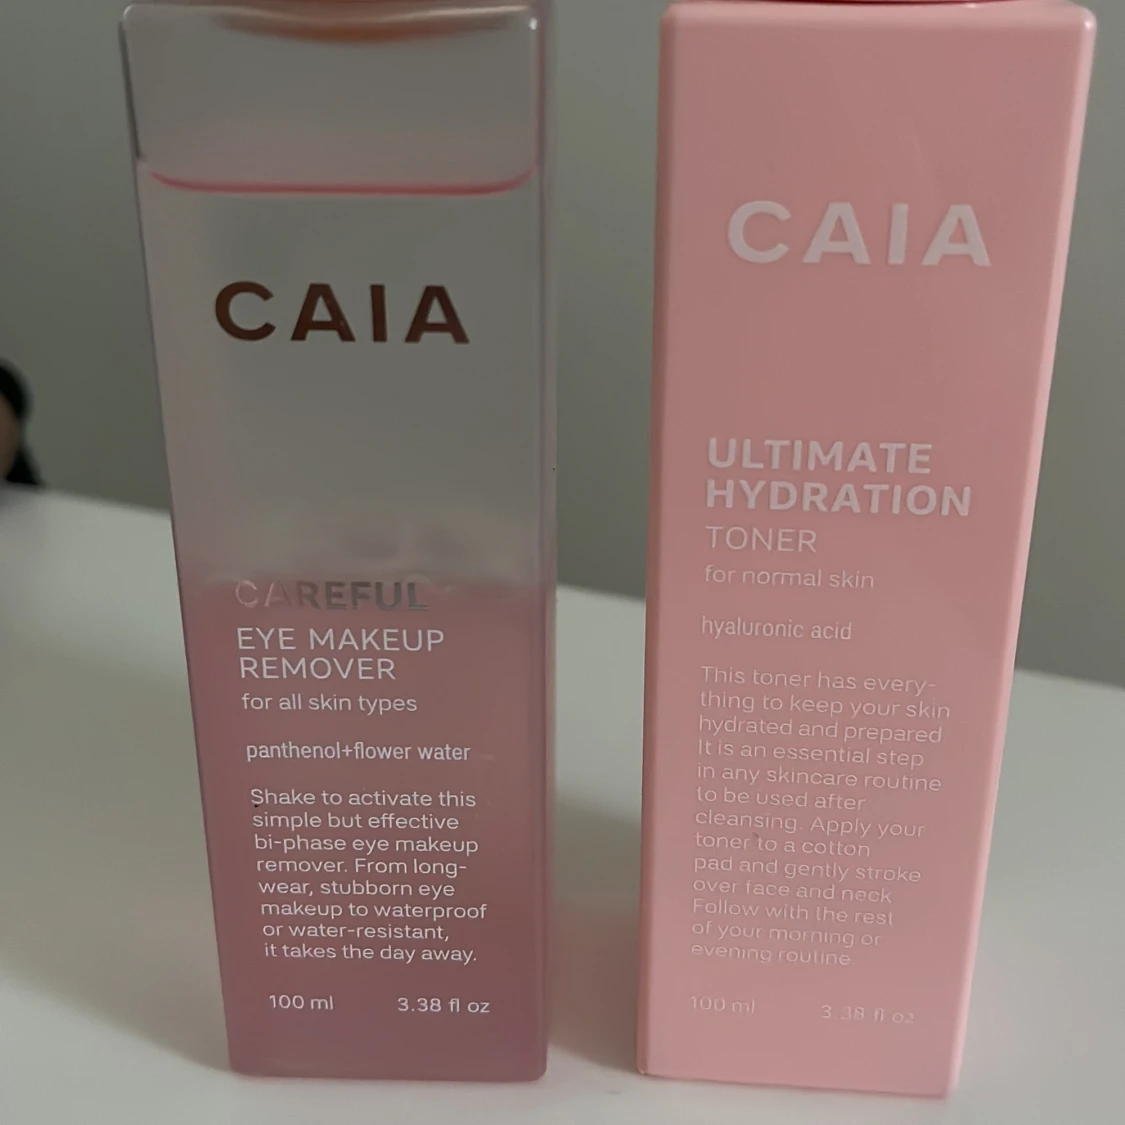 CAIA
CAREFUL
EYE MAKEUP
REMOVER
for all skin types
panthenol+flower water
Shake to activate this
simple but effective
bi-phase eye makeup
remover. From long-
wear, stubborn eye
makeup to waterproof
or water-resistant,
it takes the day away.
100 ml 3.38 fl oz
CAIA
ULTIMATE
HYDRATION
TONER
for normal skin
hyaluronic acid
This toner has every-
thing to keep your skin
hydrated and prepared
It is an essential step
in any skincare routine
to be used after
cleansing. Apply your
toner to a cotton
pad and gently stroke
over face and neck
Follow with the rest
of your morning or
evening routine.
100 ml 3.38 fl oz